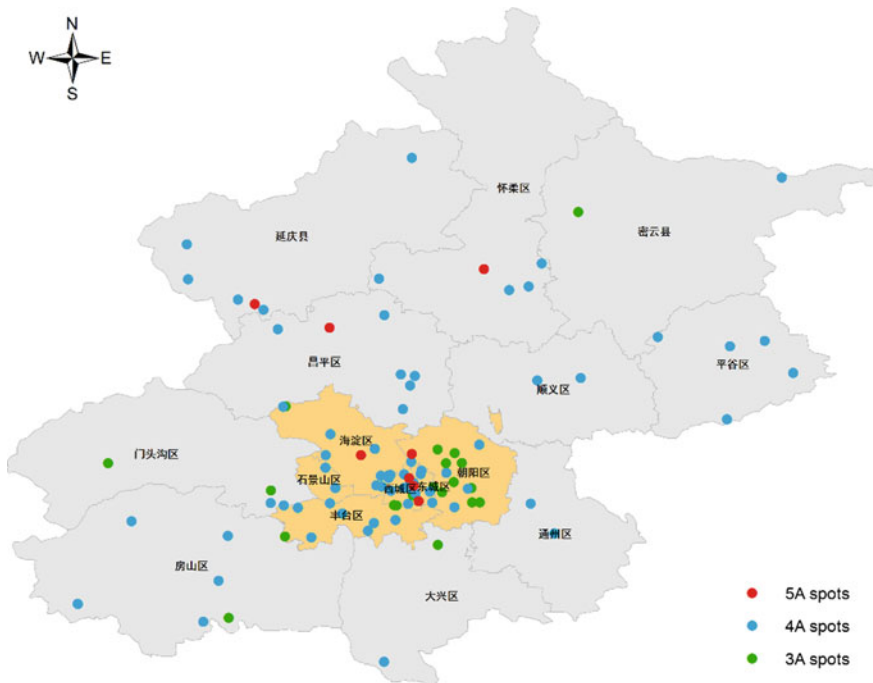 N
W E
S
怀柔区
延庆县
密云县
昌平区
平谷区
顺义区
海淀区
门头沟区
朝阳区
石景山区
西城区
东城区
丰台区
通州区
房山区
大兴区
5A spots
4A spots
3A spots